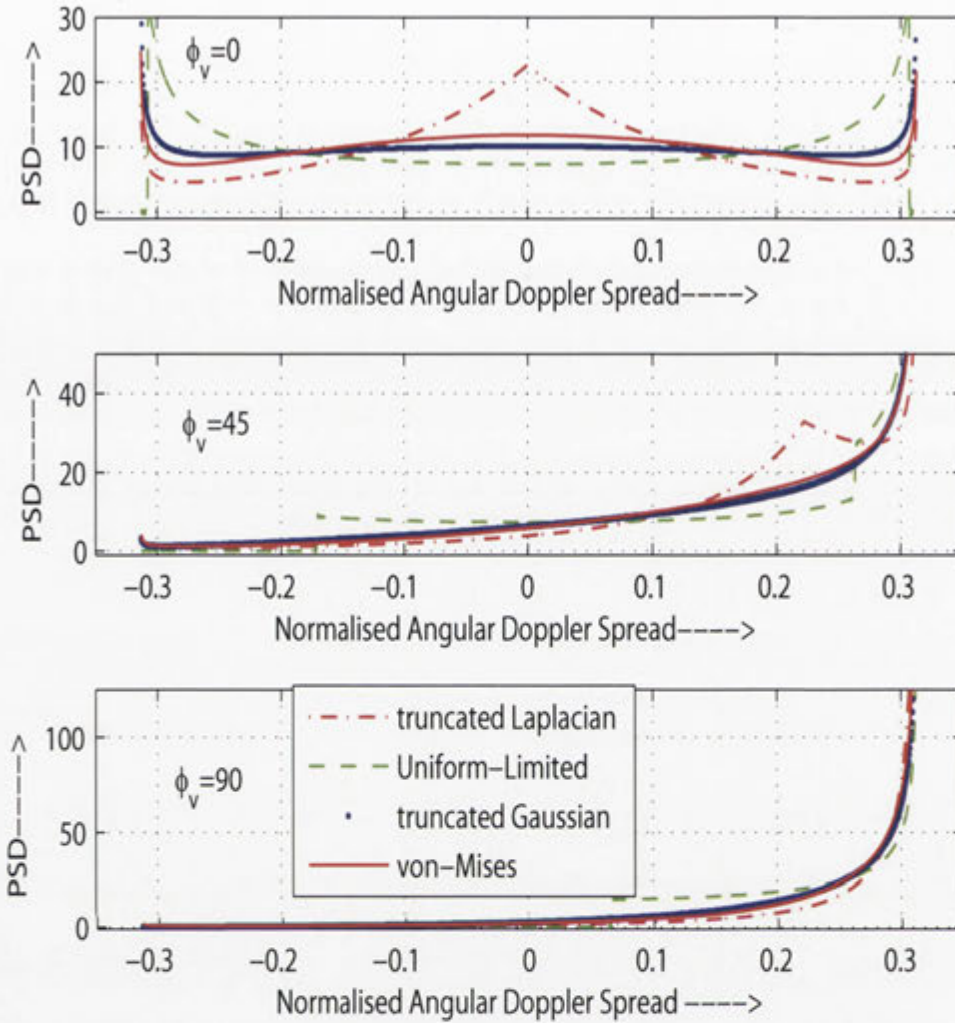 30
20
10
0
PSD----->
ϕv=0
−0.3 −0.2 −0.1 0 0.1 0.2 0.3
Normalised Angular Doppler Spread---->
40
20
0
PSD----->
ϕv=45
−0.3 −0.2 −0.1 0 0.1 0.2 0.3
Normalised Angular Doppler Spread---->
100
50
0
PSD----->
ϕv=90
truncated Laplacian
Uniform−Limited
truncated Gaussian
von−Mises
−0.3 −0.2 −0.1 0 0.1 0.2 0.3
Normalised Angular Doppler Spread ---->